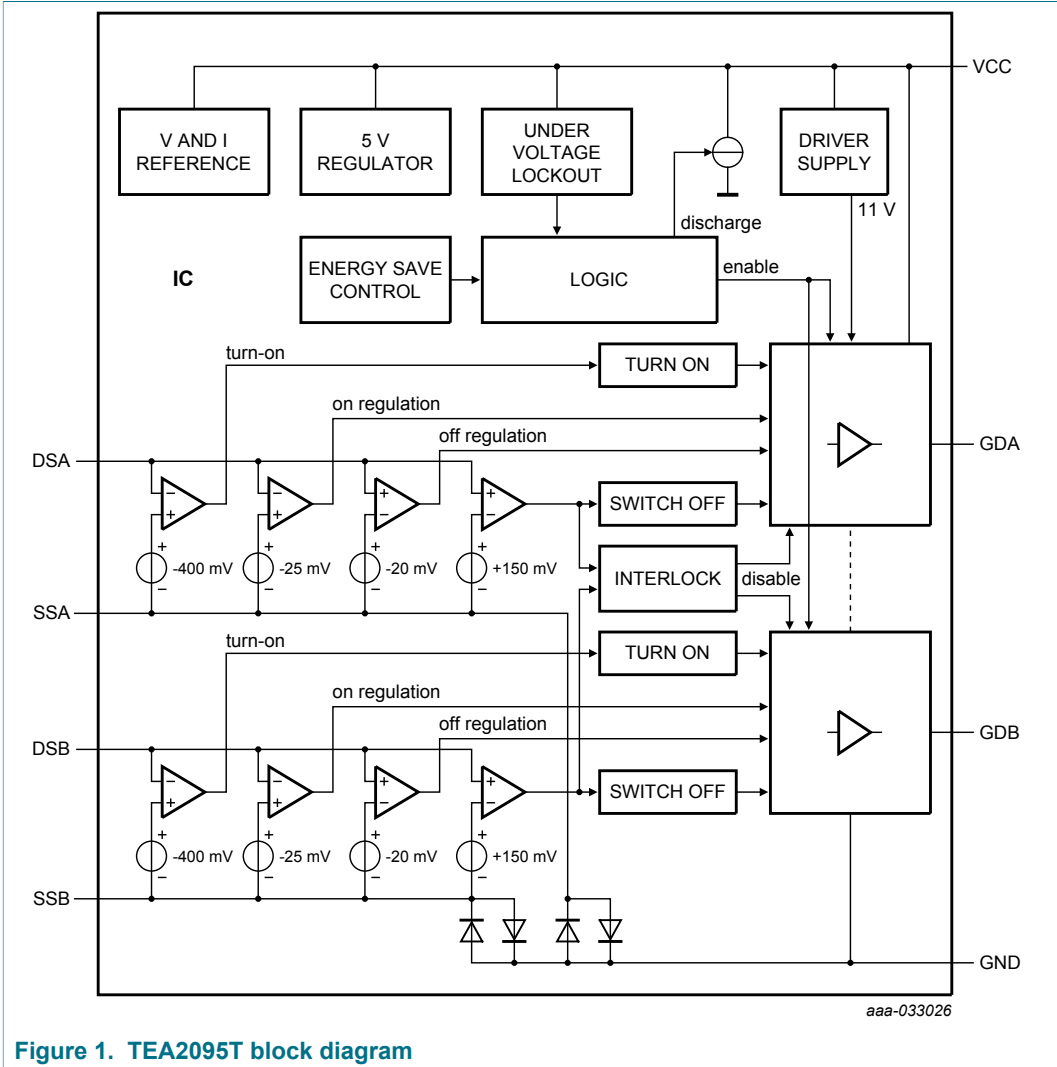 VCC
V AND I
REFERENCE
5 V
REGULATOR
UNDER
VOLTAGE
LOCKOUT
DRIVER
SUPPLY
11 V
discharge
IC
ENERGY SAVE
CONTROL
LOGIC
enable
turn-on
TURN ON
on regulation
off regulation
DSA
GDA
− − + +
+ + − −
SWITCH OFF
+ + + +
-400 mV -25 mV -20 mV +150 mV
− − − −
INTERLOCK
disable
SSA
turn-on
TURN ON
on regulation
off regulation
DSB
GDB
− − + +
+ + − −
SWITCH OFF
+ + + +
-400 mV -25 mV -20 mV +150 mV
− − − −
SSB
GND
aaa-033026
Figure 1. TEA2095T block diagram